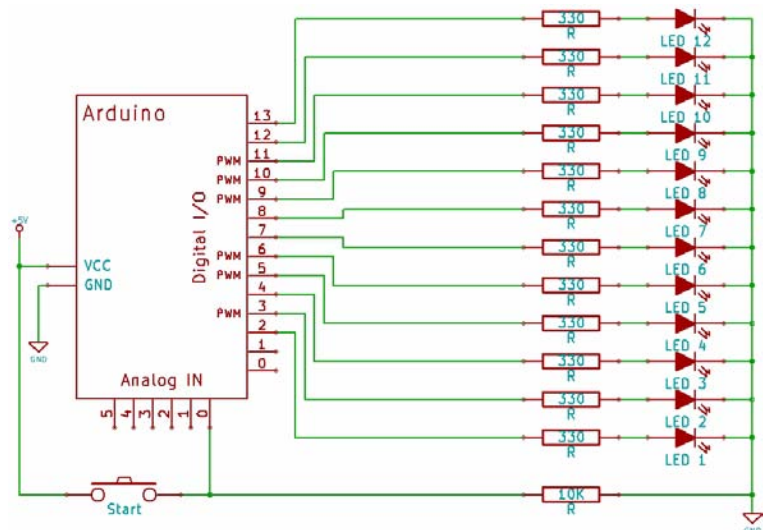 330
R
LED 12
330
R
LED 11
330
R
LED 10
330
R
LED 9
330
R
LED 8
330
R
LED 7
330
R
LED 6
330
R
LED 5
330
R
LED 4
330
R
LED 3
330
R
LED 2
330
R
LED 1
Arduino
Digital I/O
13
12
PWM 11
PWM 10
PWM 9
8
7
PWM 6
PWM 5
4
PWM 3
2
1
0
+5V
VCC
GND
GND
Analog IN
5 4 3 2 1 0
Start
10K
R
GND